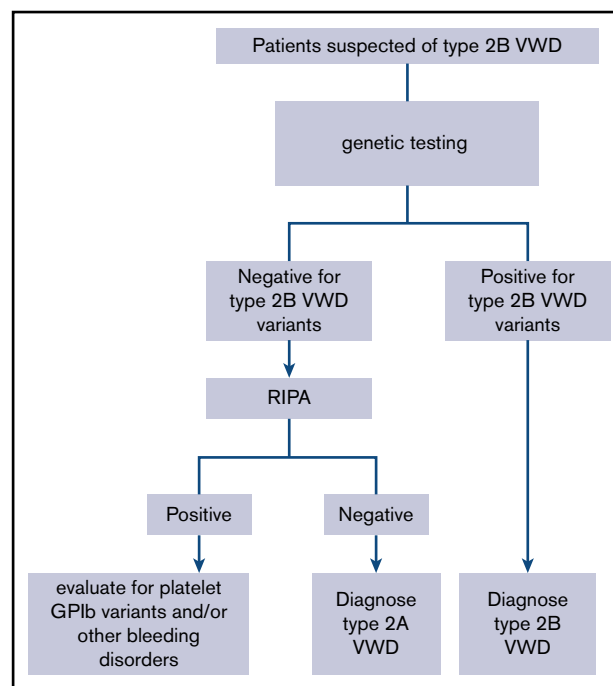 Patients suspected of type 2B VWD
genetic testing
Negative for
type 2B VWD
variants
Positive for
type 2B VWD
variants
RIPA
Positive
Negative
evaluate for platelet
GPIb variants and/or
other bleeding
disorders
Diagnose
type 2A
VWD
Diagnose
type 2B
VWD